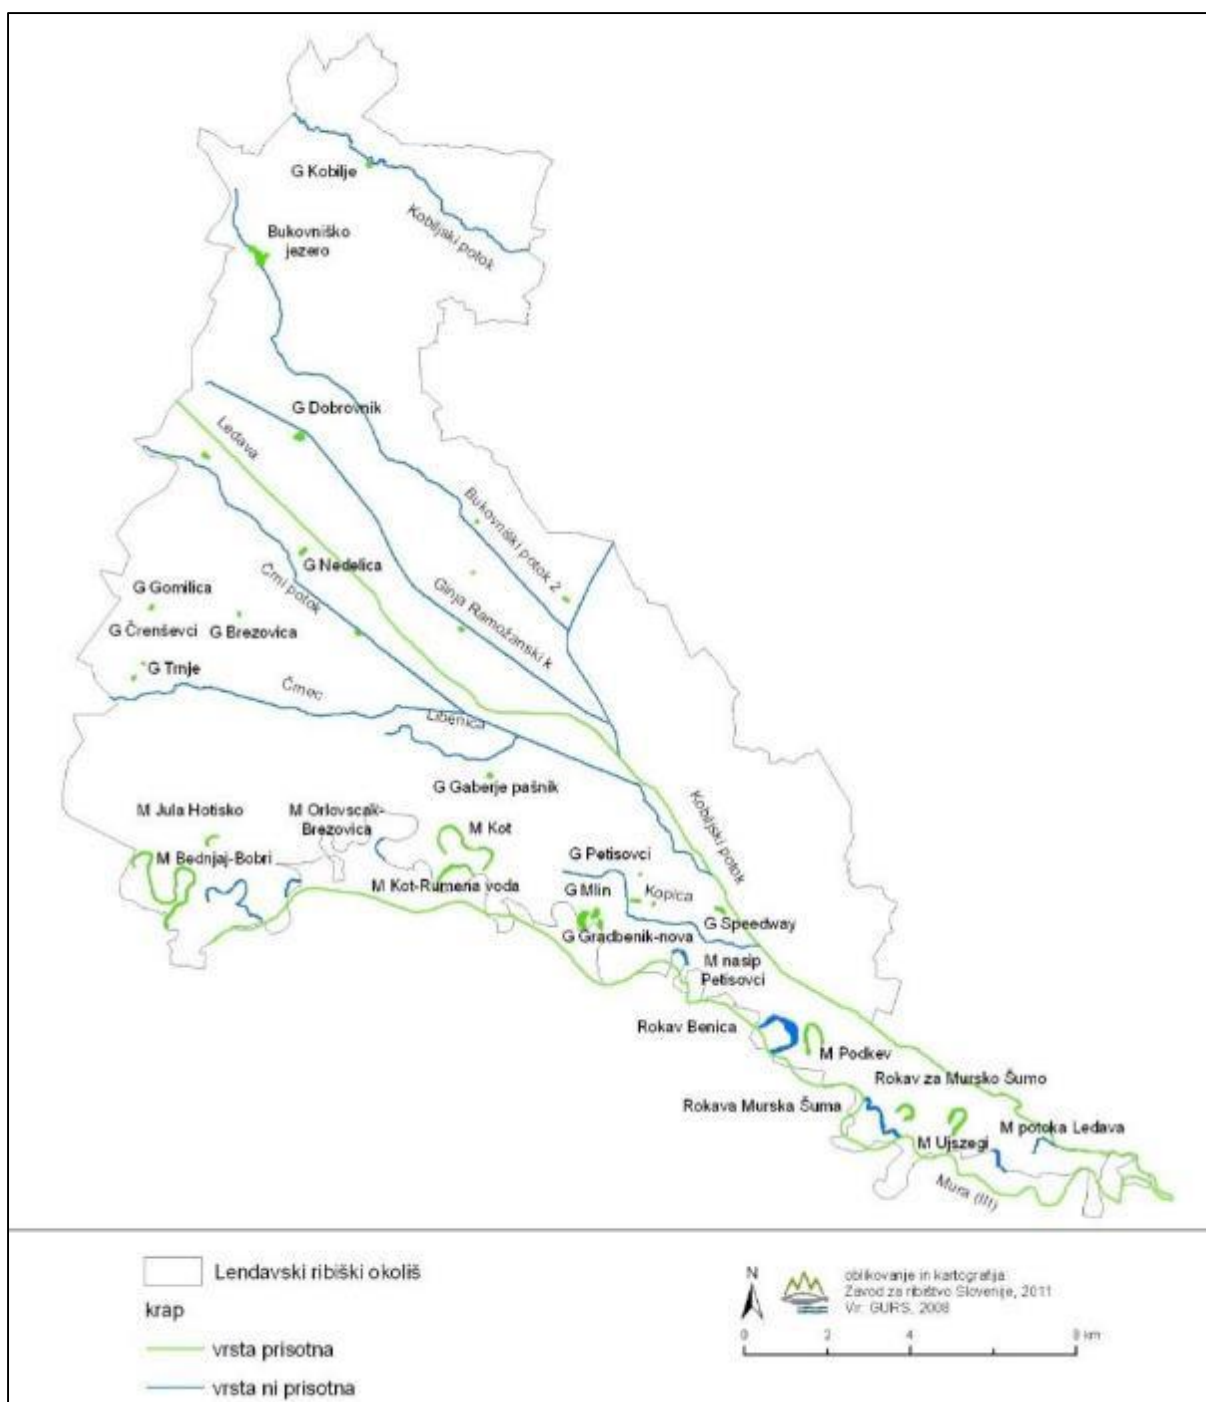 G Kobilje
Kobiljski potok
Bukovniško
jezero
G Dobrovnik
Ledava
Bukovniški potok 2
G Nedelica
Črni potok
Ginja Ramožanski k
G Gomilica
G Črenševci
G Brezovica
G Trnje
Črnec
Libenica
G Gaberje pašnik
Kobiljski potok
M Jula Hotisko
M Orlovscak-
Brezovica
M Kot
M Bednjaj-Bobri
M Kot-Rumena voda
G Petisovci
G Mlin
Kopica
G Speedway
G Gradbenik-nova
M nasip
Petisovci
Rokav Benica
M Podkev
Rokav za Mursko Šumo
Rokava Murska Šuma
M Ujszegi
M potoka Ledava
Mura (III)
Lendavski ribiški okoliš
krap
vrsta prisotna
vrsta ni prisotna
N
oblikovanje in kartografija:
Zavod za ribištvo Slovenije, 2011
Vir: GURS, 2008
0 2 4 8 km